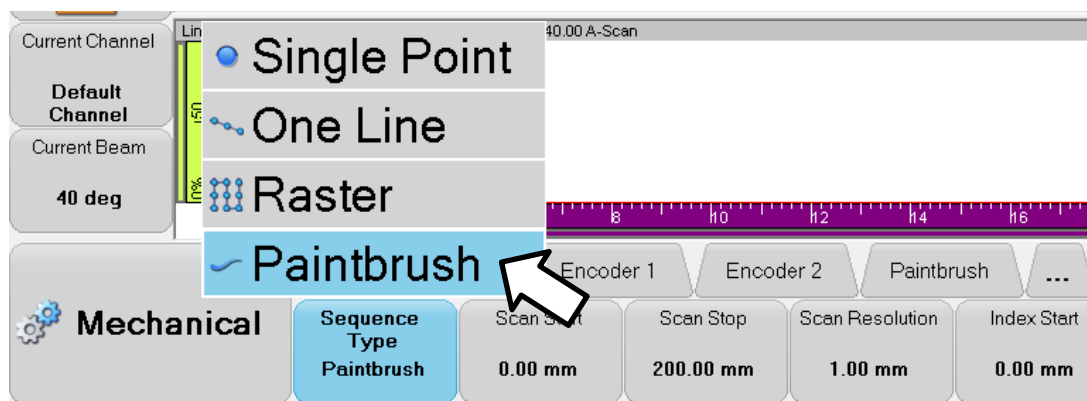 Current Channel
Default
Channel
Current Beam
40 deg
Lin
40.00 A-Scan
50
0%
Single Point
One Line
Raster
Paintbrush
8 10 12 14 16
Encoder 1 Encoder 2 Paintbrush ...
Mechanical
Sequence
Type
Paintbrush
Scan Start
0.00 mm
Scan Stop
200.00 mm
Scan Resolution
1.00 mm
Index Start
0.00 mm